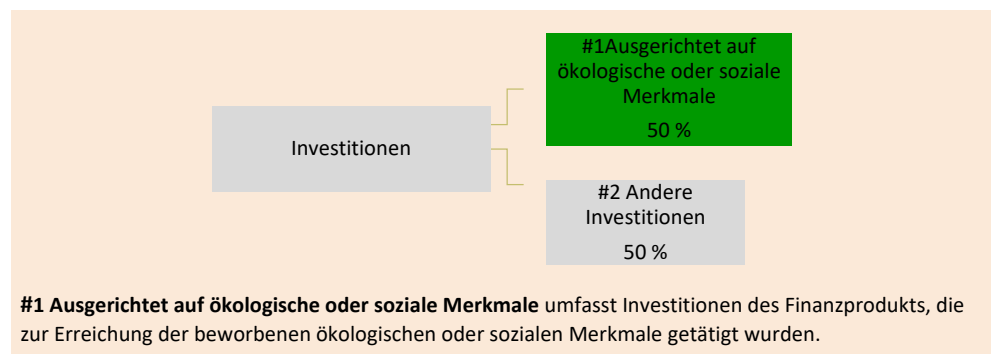 #1Ausgerichtet auf
ökologische oder soziale
Merkmale
50 %
Investitionen
#2 Andere
Investitionen
50 %
#1 Ausgerichtet auf ökologische oder soziale Merkmale umfasst Investitionen des Finanzprodukts, die
zur Erreichung der beworbenen ökologischen oder sozialen Merkmale getätigt wurden.